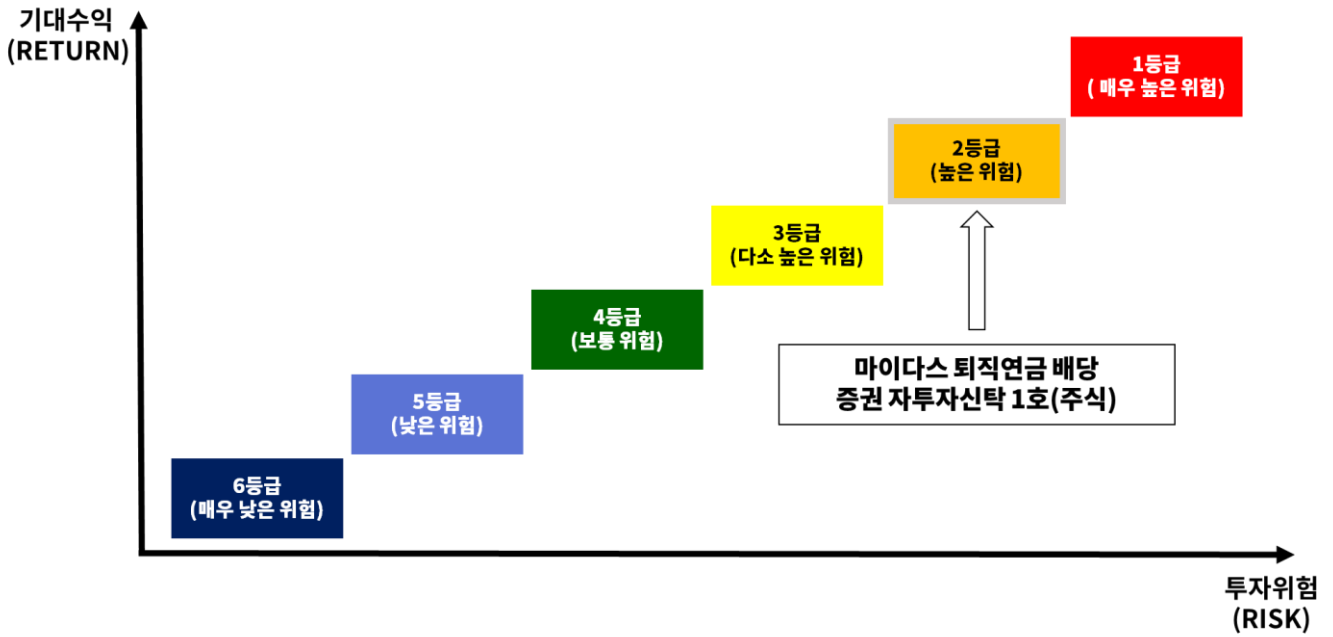 기대수익
(RETURN)
1등급
( 매우 높은 위험)
2등급
(높은 위험)
3등급
(다소 높은 위험)
4등급
(보통 위험)
마이다스 퇴직연금 배당
증권 자투자신탁 1호(주식)
5등급
(낮은 위험)
6등급
(매우 낮은 위험)
투자위험
(RISK)